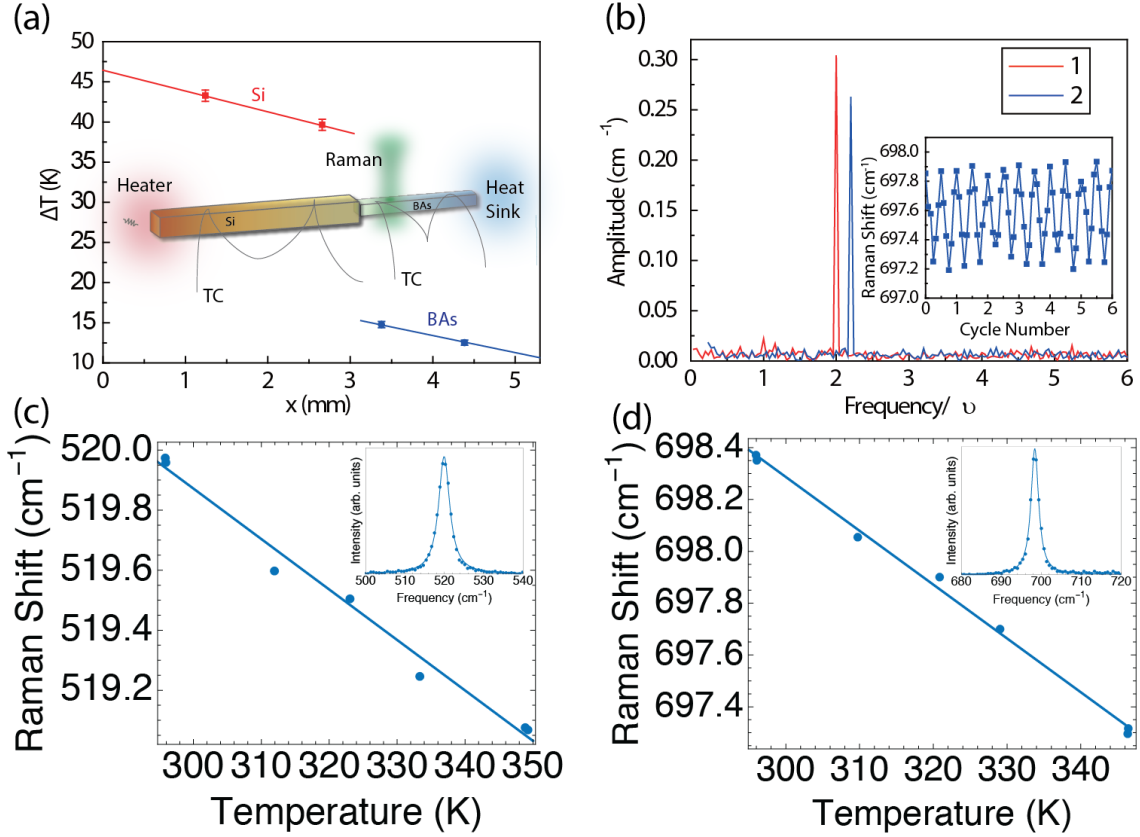 (a)
50
45
40
35
30
25
20
15
10
ΔT (K)
0
1
2
3
4
5
x (mm)
Si
Raman
Heater
Heat
Sink
Si
BAs
TC
TC
BAs
(b)
0.30
0.25
0.20
0.15
0.10
0.05
0.00
Amplitude (cm⁻¹)
0
1
2
3
4
5
6
Frequency/ υ
1
2
698.0
697.8
697.6
697.4
697.2
697.0
Raman Shift (cm⁻¹)
0 1 2 3 4 5 6
Cycle Number
(c)
520.0
519.8
519.6
519.4
519.2
Raman Shift (cm⁻¹)
300 310 320 330 340 350
Temperature (K)
Intensity (arb. units)
500 510 520 530 540
Frequency (cm⁻¹)
(d)
698.4
698.2
698.0
697.8
697.6
697.4
Raman Shift (cm⁻¹)
300 310 320 330 340
Temperature (K)
Intensity (arb. units)
680 690 700 710 720
Frequency (cm⁻¹)